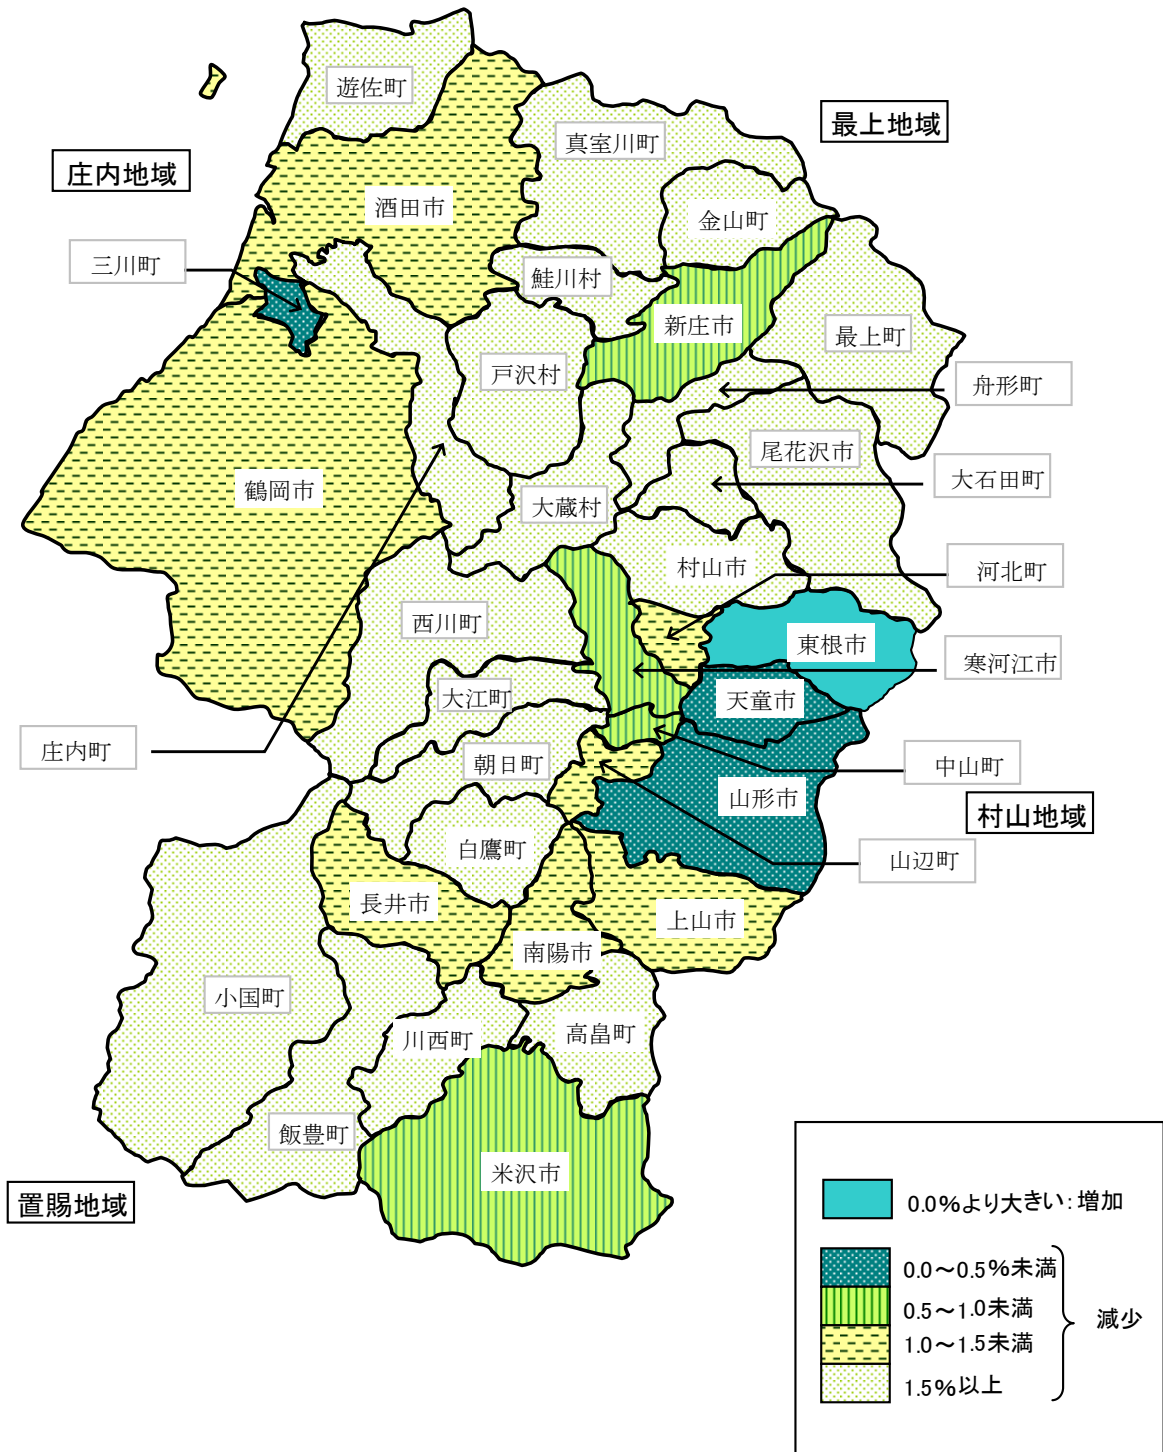 遊佐町
最上地域
真室川町
庄内地域
酒田市
金山町
三川町
鮭川村
新庄市
最上町
戸沢村
舟形町
尾花沢市
大石田町
鶴岡市
大蔵村
村山市
河北町
西川町
東根市
寒河江市
大江町
天童市
庄内町
朝日町
中山町
山形市
村山地域
白鷹町
山辺町
長井市
上山市
南陽市
小国町
川西町
高畠町
飯豊町
米沢市
置賜地域
0.0%より大きい:増加
0.0～0.5%未満
0.5～1.0未満
減少
1.0～1.5未満
1.5%以上